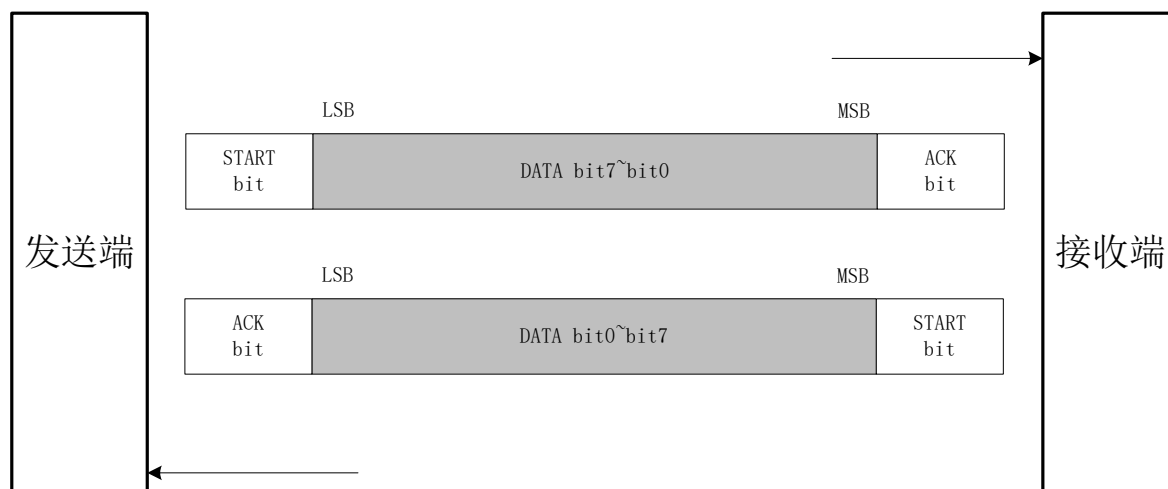 LSB
MSB
START
bit
DATA bit7~bit0
ACK
bit
发送端
接收端
LSB
MSB
ACK
bit
DATA bit0~bit7
START
bit